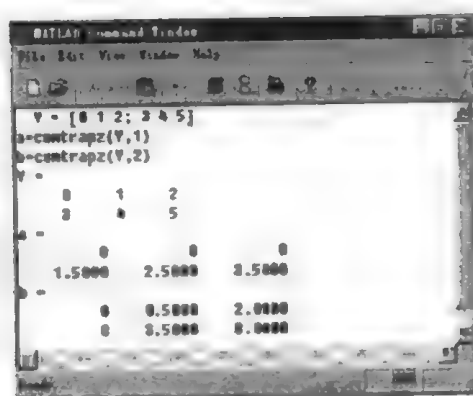 MATLAB Command Window
File Edit View Window Help
Y = [0 1 2; 3 4 5]
a=cumtrapz(Y,1)
b=cumtrapz(Y,2)
Y =
0 1 2
3 4 5
a =
0 0 0
1.5000 2.5000 3.5000
b =
0 0.5000 2.0000
0 3.5000 8.0000